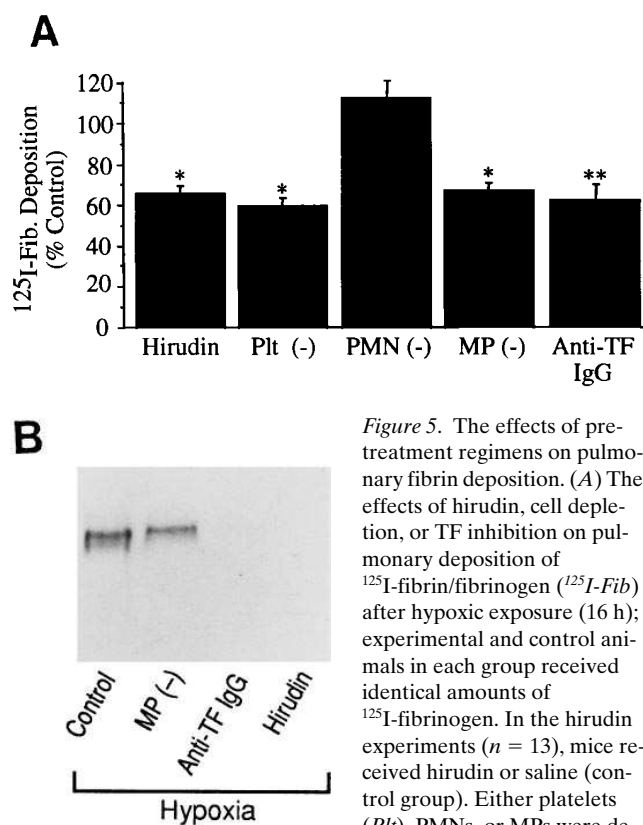 A
¹²⁵I-Fib. Deposition
(% Control)
120
100
80
60
40
20
0
*
*
*
**
Hirudin
Plt (-)
PMN (-)
MP (-)
Anti-TF
IgG
B
Control
MP (–)
Anti-TF IgG
Hirudin
Hypoxia
Figure 5. The effects of pre-
treatment regimens on pulmo-
nary fibrin deposition. (A) The
effects of hirudin, cell deple-
tion, or TF inhibition on pul-
monary deposition of
¹²⁵I-fibrin/fibrinogen (¹²⁵I-Fib)
after hypoxic exposure (16 h);
experimental and control ani-
mals in each group received
identical amounts of
¹²⁵I-fibrinogen. In the hirudin
experiments (n = 13), mice re-
ceived hirudin or saline (con-
trol group). Either platelets
(Plt), PMNs, or MPs were de-